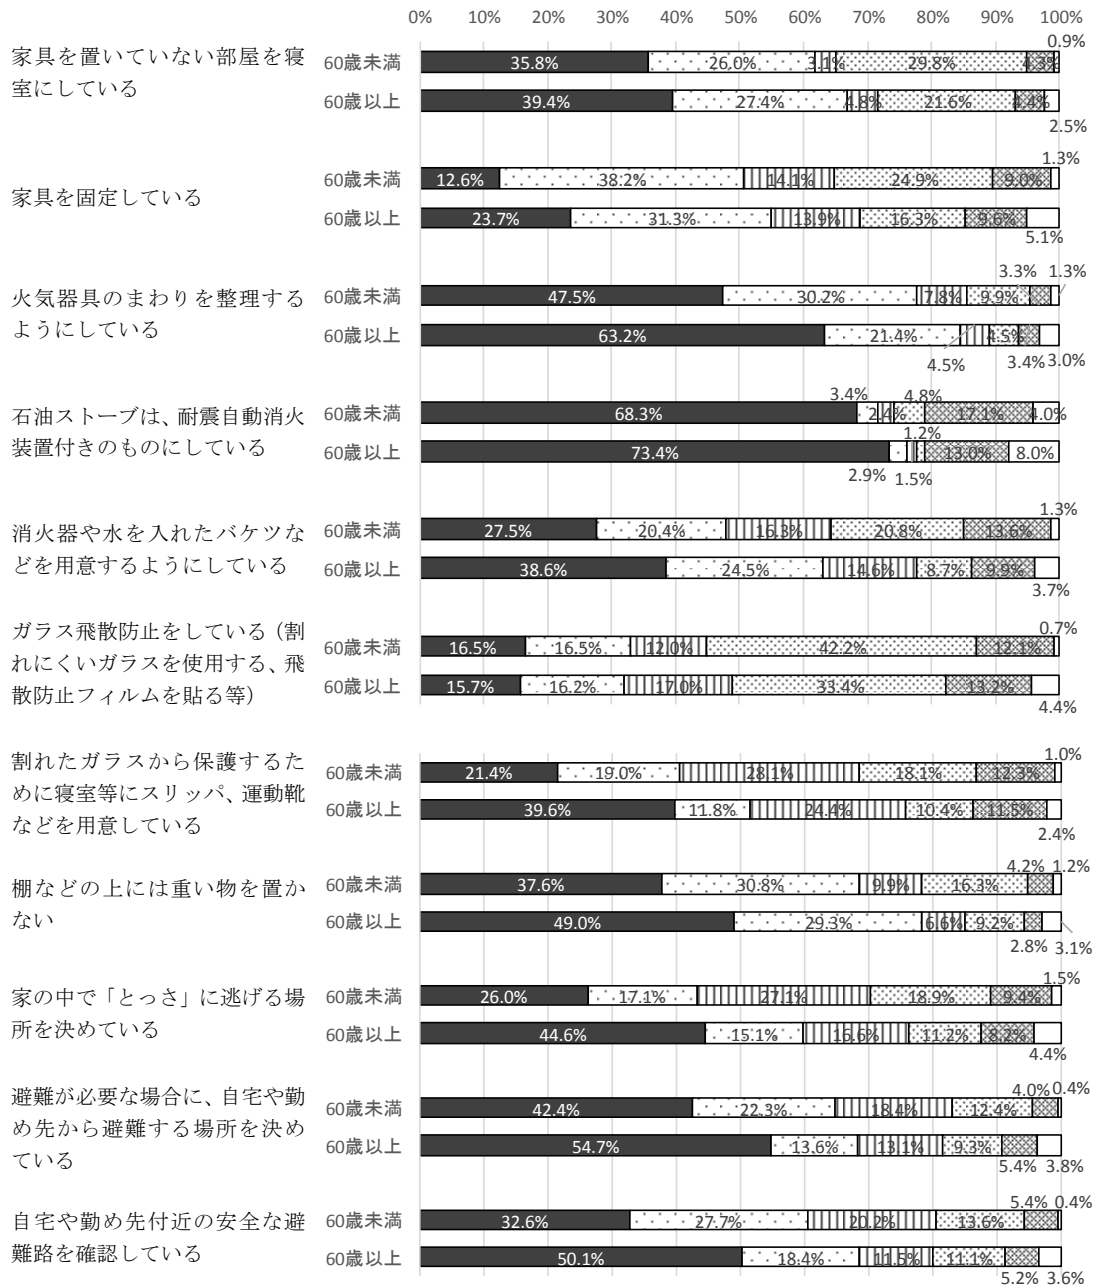 0% 10% 20% 30% 40% 50% 60% 70% 80% 90% 100%
0.9%
家具を置いていない部屋を寝
室にしている
60歳未満 35.8% 26.0% 3.1% 29.8% 4.3%
60歳以上 39.4% 27.4% 4.8% 21.6% 4.4%
2.5%
1.3%
家具を固定している
60歳未満 12.6% 38.2% 14.1% 24.9% 9.0%
60歳以上 23.7% 31.3% 13.9% 16.3% 9.6%
5.1%
3.3% 1.3%
火気器具のまわりを整理する
ようにしている
60歳未満 47.5% 30.2% 7.8% 9.9%
60歳以上 63.2% 21.4% 4.5%
4.5% 3.4% 3.0%
3.4% 4.8%
石油ストーブは、耐震自動消火
装置付きのものにしている
60歳未満 68.3% 2.4% 17.1% 4.0%
1.2%
60歳以上 73.4% 13.0% 8.0%
2.9% 1.5%
1.3%
消火器や水を入れたバケツな
どを用意するようにしている
60歳未満 27.5% 20.4% 16.3% 20.8% 13.6%
60歳以上 38.6% 24.5% 14.6% 8.7% 9.9%
3.7%
0.7%
ガラス飛散防止をしている（割
れにくいガラスを使用する、飛
散防止フィルムを貼る等）
60歳未満 16.5% 16.5% 12.0% 42.2% 12.1%
60歳以上 15.7% 16.2% 17.0% 33.4% 13.2%
4.4%
1.0%
割れたガラスから保護するた
めに寝室等にスリッパ、運動靴
などを用意している
60歳未満 21.4% 19.0% 28.1% 18.1% 12.3%
60歳以上 39.6% 11.8% 24.4% 10.4% 11.5%
2.4%
4.2% 1.2%
棚などの上には重い物を置か
ない
60歳未満 37.6% 30.8% 9.9% 16.3%
60歳以上 49.0% 29.3% 6.6% 9.2%
2.8% 3.1%
1.5%
家の中で「とっさ」に逃げる場
所を決めている
60歳未満 26.0% 17.1% 27.1% 18.9% 9.4%
60歳以上 44.6% 15.1% 16.6% 11.2% 8.2%
4.4%
4.0% 0.4%
避難が必要な場合に、自宅や勤
め先から避難する場所を決め
ている
60歳未満 42.4% 22.3% 18.4% 12.4%
60歳以上 54.7% 13.6% 13.1% 9.3%
5.4% 3.8%
5.4% 0.4%
自宅や勤め先付近の安全な避
難路を確認している
60歳未満 32.6% 27.7% 20.2% 13.6%
60歳以上 50.1% 18.4% 11.5% 11.1%
5.2% 3.6%